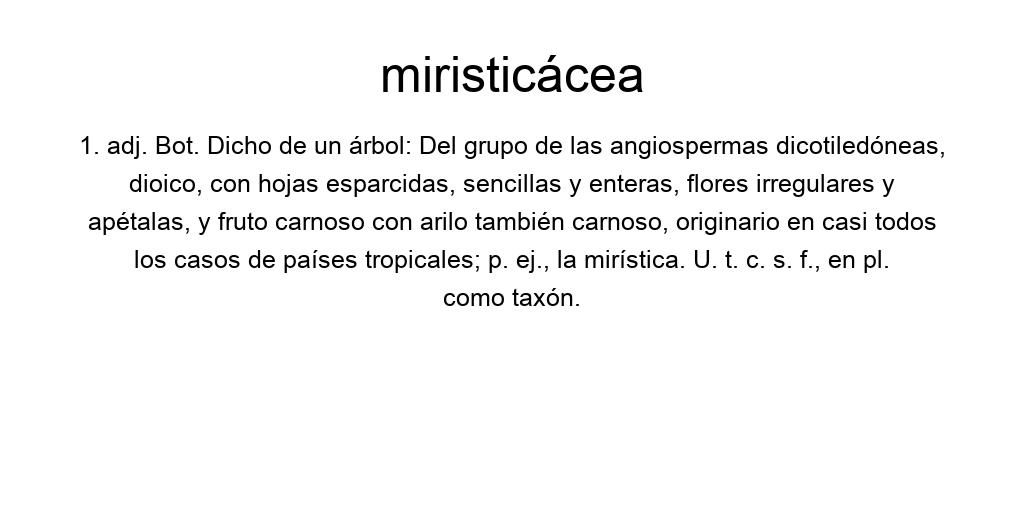 miristicácea
1. adj. Bot. Dicho de un árbol: Del grupo de las angiospermas dicotiledóneas,
dioico, con hojas esparcidas, sencillas y enteras, flores irregulares y
apétalas, y fruto carnoso con arilo también carnoso, originario en casi todos
los casos de países tropicales; p. ej., la mirística. U. t. c. s. f., en pl.
como taxón.